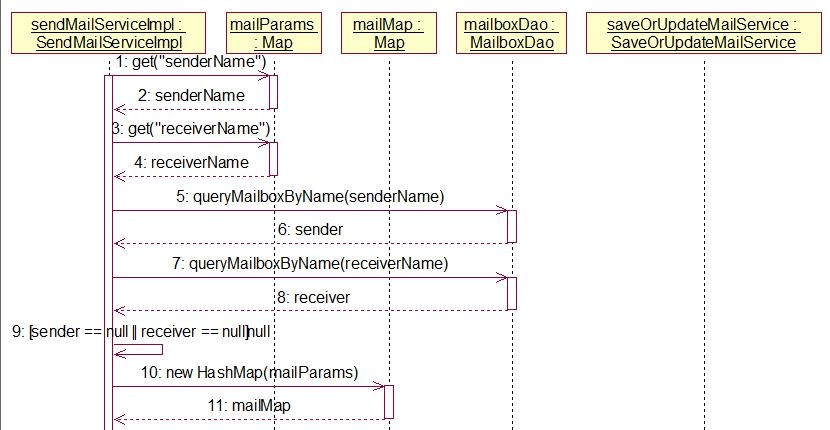 sendMailServiceImpl :
SendMailServiceImpl
mailParams
: Map
mailMap :
Map
mailboxDao :
MailboxDao
saveOrUpdateMailService :
SaveOrUpdateMailService
1: get("senderName")
2: senderName
3: get("receiverName")
4: receiverName
5: queryMailboxByName(senderName)
6: sender
7: queryMailboxByName(receiverName)
8: receiver
9: [sender == null || receiver == null]null
10: new HashMap(mailParams)
11: mailMap